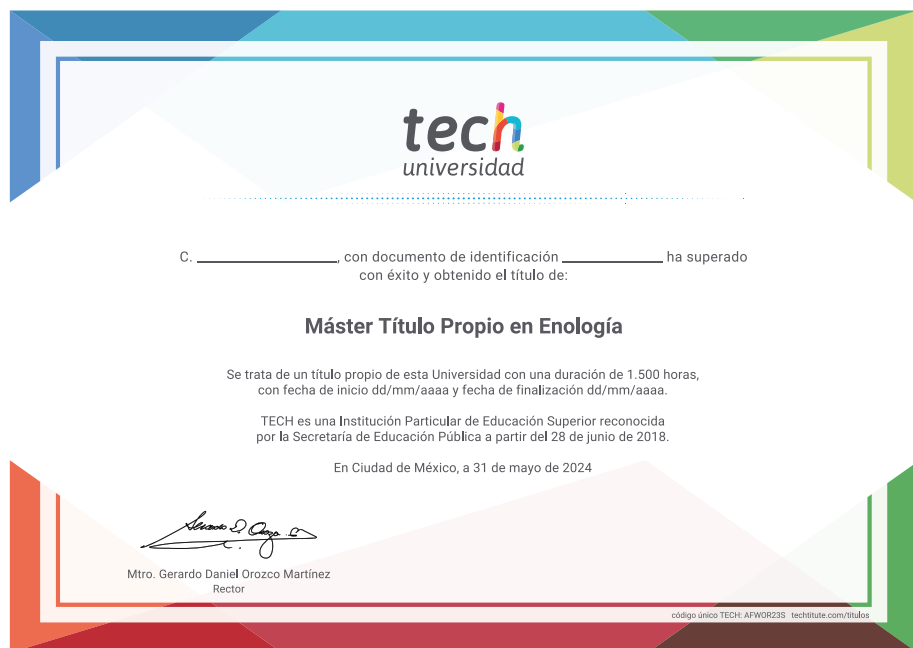 tech
universidad
C. ____________, con documento de identificación ____________ ha superado
con éxito y obtenido el título de:
Máster Título Propio en Enología
Se trata de un título propio de esta Universidad con una duración de 1.500 horas,
con fecha de inicio dd/mm/aaaa y fecha de finalización dd/mm/aaaa.
TECH es una Institución Particular de Educación Superior reconocida
por la Secretaría de Educación Pública a partir del 28 de junio de 2018.
En Ciudad de México, a 31 de mayo de 2024
Mtro. Gerardo Daniel Orozco Martínez
Rector
código único TECH: AFWOR23S techtitute.com/titulos